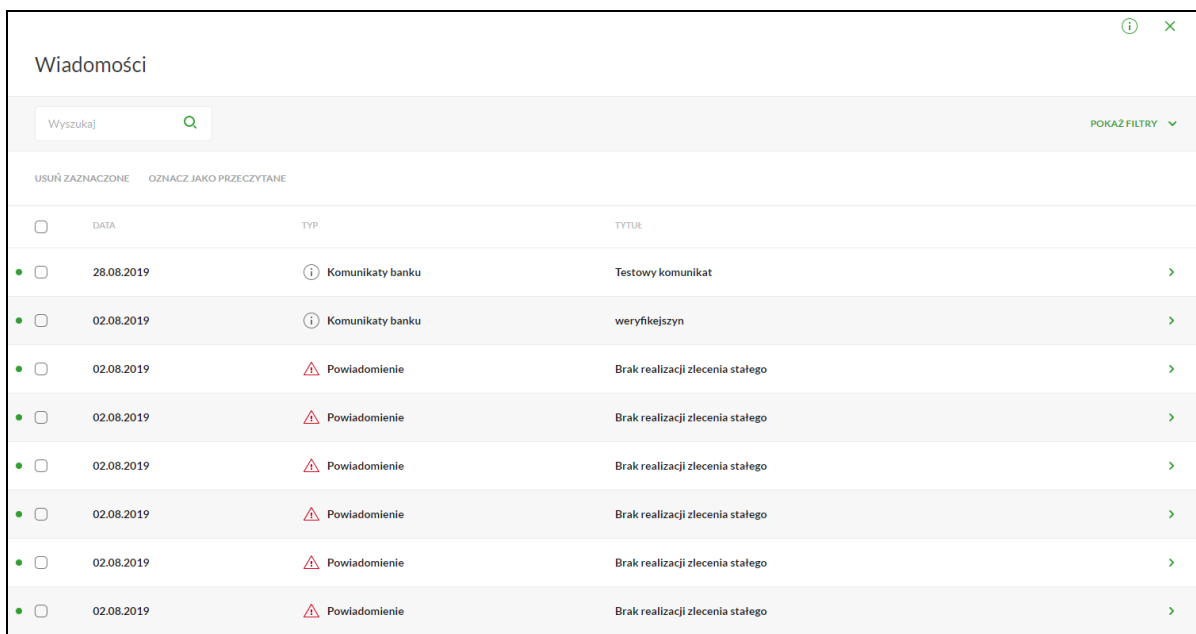 Wiadomości
Wyszukaj
POKAŻ FILTRY
USUŃ ZAZNACZONE OZNACZ JAKO PRZECZYTANE
DATA TYP TYTUŁ
28.08.2019 Komunikaty banku Testowy komunikat
02.08.2019 Komunikaty banku weryfikejszyn
02.08.2019 Powiadomienie Brak realizacji zlecenia stałego
02.08.2019 Powiadomienie Brak realizacji zlecenia stałego
02.08.2019 Powiadomienie Brak realizacji zlecenia stałego
02.08.2019 Powiadomienie Brak realizacji zlecenia stałego
02.08.2019 Powiadomienie Brak realizacji zlecenia stałego
02.08.2019 Powiadomienie Brak realizacji zlecenia stałego